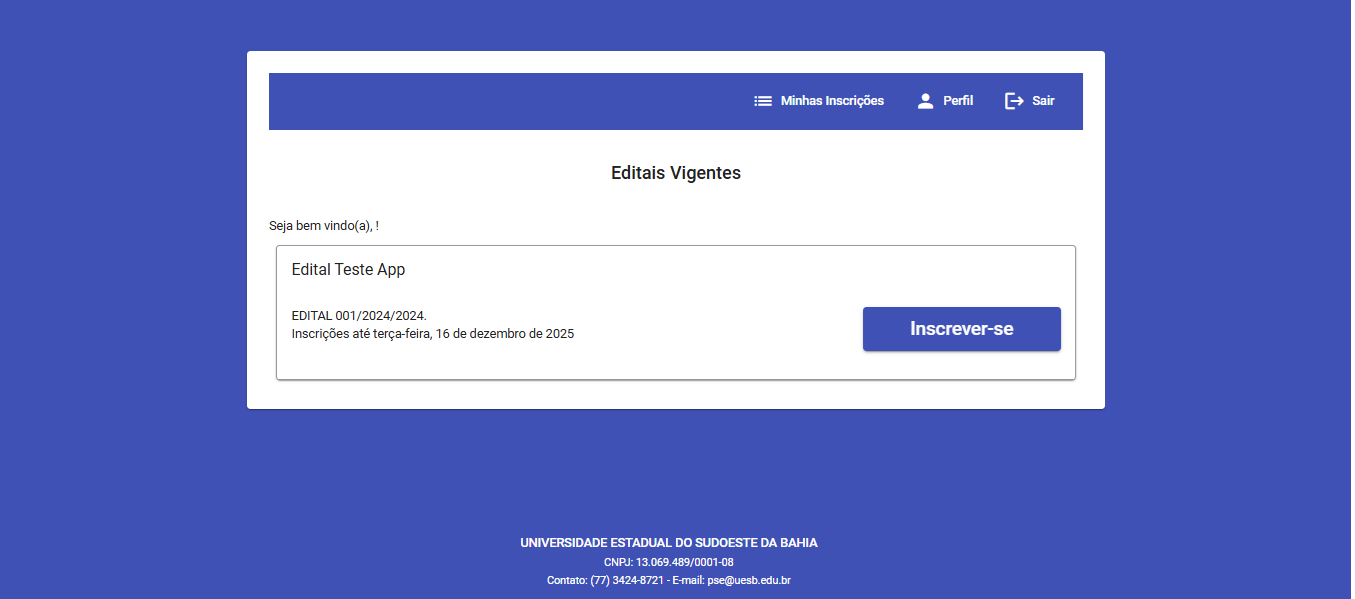 Minhas Inscrições Perfil Sair
Editais Vigentes
Seja bem vindo(a), !
Edital Teste App
EDITAL 001/2024/2024.
Inscrições até terça-feira, 16 de dezembro de 2025
Inscrever-se
UNIVERSIDADE ESTADUAL DO SUDOESTE DA BAHIA
CNPJ: 13.069.489/0001-08
Contato: (77) 3424-8721 - E-mail: pse@uesb.edu.br